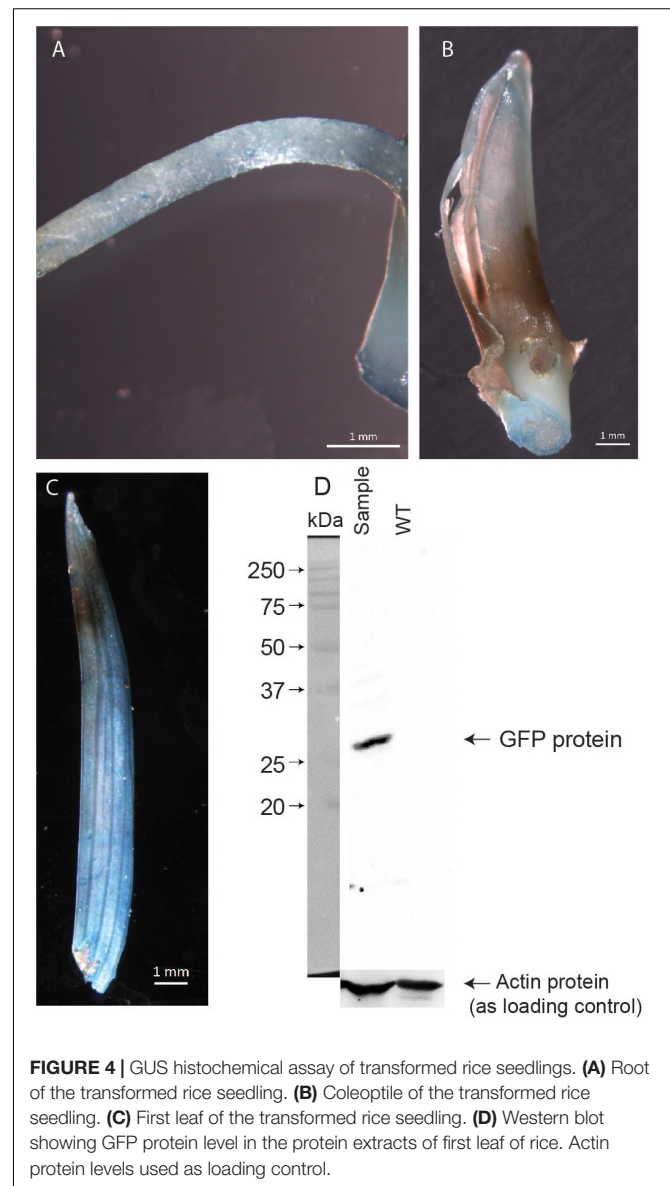 A
B
1 mm
1 mm
C
D
kDa
Sample
WT
250→
75→
50→
37→
← GFP protein
25→
20→
1 mm
← Actin protein
(as loading control)
FIGURE 4 | GUS histochemical assay of transformed rice seedlings. (A) Root
of the transformed rice seedling. (B) Coleoptile of the transformed rice
seedling. (C) First leaf of the transformed rice seedling. (D) Western blot
showing GFP protein level in the protein extracts of first leaf of rice. Actin
protein levels used as loading control.